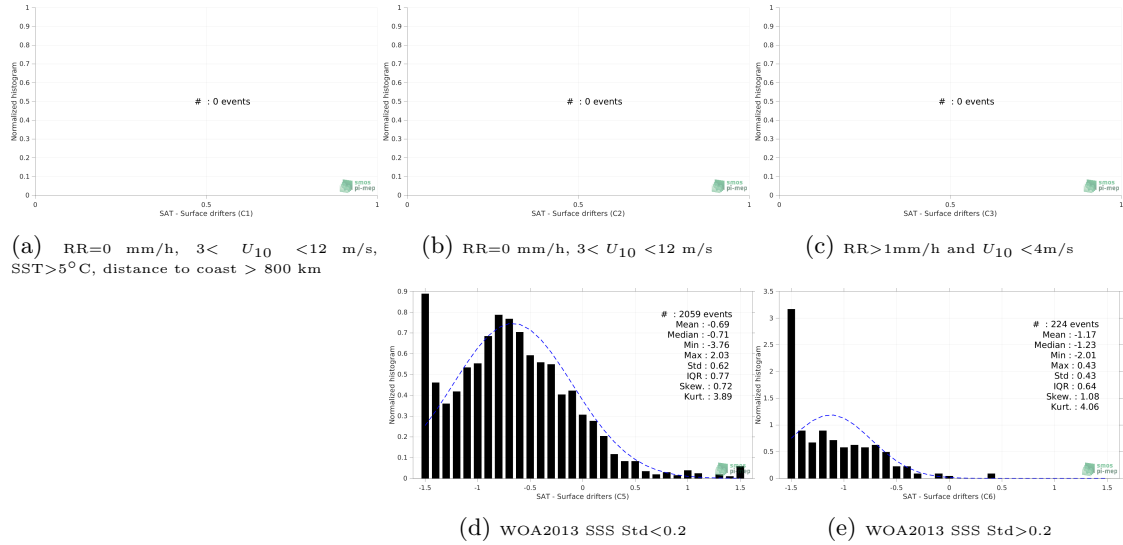 Normalized histogram
1
0.9
0.8
0.7
0.6
0.5
0.4
0.3
0.2
0.1
0
# : 0 events
smos
pi-mep
0 0.5 1
SAT - Surface drifters (C1)
(a) RR=0 mm/h, 3< U10 <12 m/s,
SST>5°C, distance to coast > 800 km
Normalized histogram
1
0.9
0.8
0.7
0.6
0.5
0.4
0.3
0.2
0.1
0
# : 0 events
smos
pi-mep
0 0.5 1
SAT - Surface drifters (C2)
(b) RR=0 mm/h, 3< U10 <12 m/s
Normalized histogram
1
0.9
0.8
0.7
0.6
0.5
0.4
0.3
0.2
0.1
0
# : 0 events
smos
pi-mep
0 0.5 1
SAT - Surface drifters (C3)
(c) RR>1mm/h and U10 <4m/s
Normalized histogram
0.9
0.8
0.7
0.6
0.5
0.4
0.3
0.2
0.1
0
# : 2059 events
Mean : -0.69
Median : -0.71
Min : -3.76
Max : 2.03
Std : 0.62
IQR : 0.77
Skew. : 0.72
Kurt. : 3.89
smos
pi-mep
-1.5 -1 -0.5 0 0.5 1 1.5
SAT - Surface drifters (C5)
(d) WOA2013 SSS Std<0.2
Normalized histogram
3.5
3
2.5
2
1.5
1
0.5
0
# : 224 events
Mean : -1.17
Median : -1.23
Min : -2.01
Max : 0.43
Std : 0.43
IQR : 0.64
Skew. : 1.08
Kurt. : 4.06
smos
pi-mep
-1.5 -1 -0.5 0 0.5 1 1.5
SAT - Surface drifters (C6)
(e) WOA2013 SSS Std>0.2